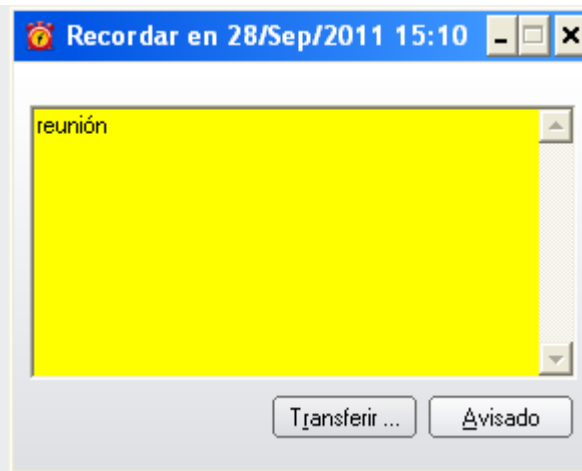 Recordar en 28/Sep/2011 15:10
reunión
Transferir ...
Avisado